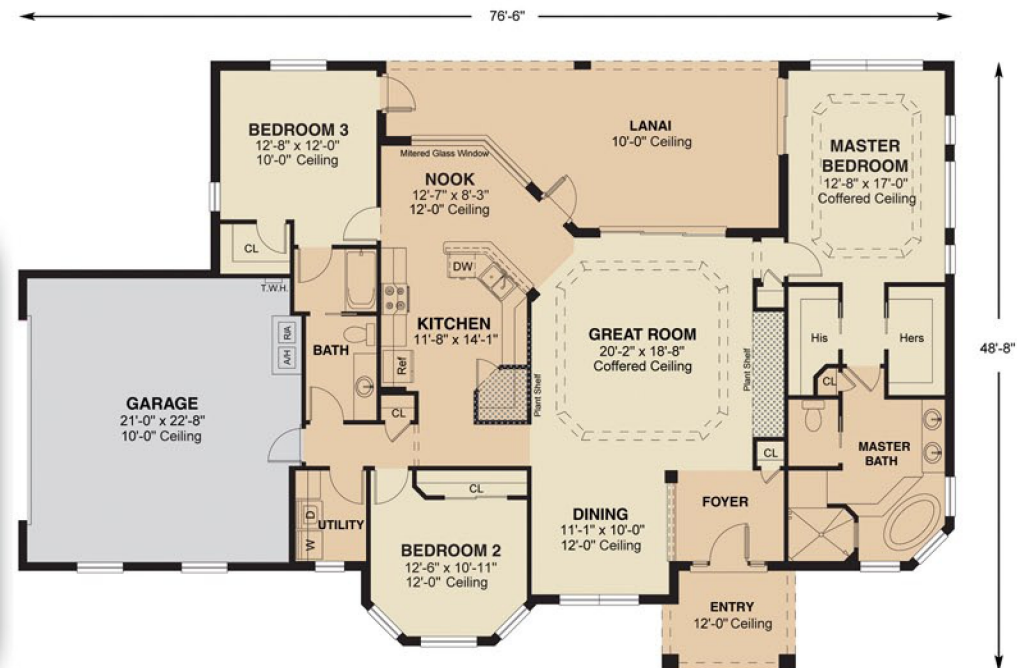 76'-6"
BEDROOM 3
12'-8" x 12'-0"
10'-0" Ceiling
LANAI
10'-0" Ceiling
MASTER
BEDROOM
12'-8" x 17'-0"
Coffered Ceiling
Mitered Glass Window
NOOK
12'-7" x 8'-3"
12'-0" Ceiling
CL
DW
T.W.H.
KITCHEN
11'-8" x 14'-1"
GREAT ROOM
20'-2" x 18'-8"
Coffered Ceiling
His
Hers
48'-8"
R/A
A/H
BATH
Ref
Plant Shelf
Plant Shelf
CL
GARAGE
21'-0" x 22'-8"
10'-0" Ceiling
CL
CL
MASTER
BATH
CL
FOYER
DINING
11'-1" x 10'-0"
12'-0" Ceiling
D
W
UTILITY
BEDROOM 2
12'-6" x 10'-11"
12'-0" Ceiling
ENTRY
12'-0" Ceiling